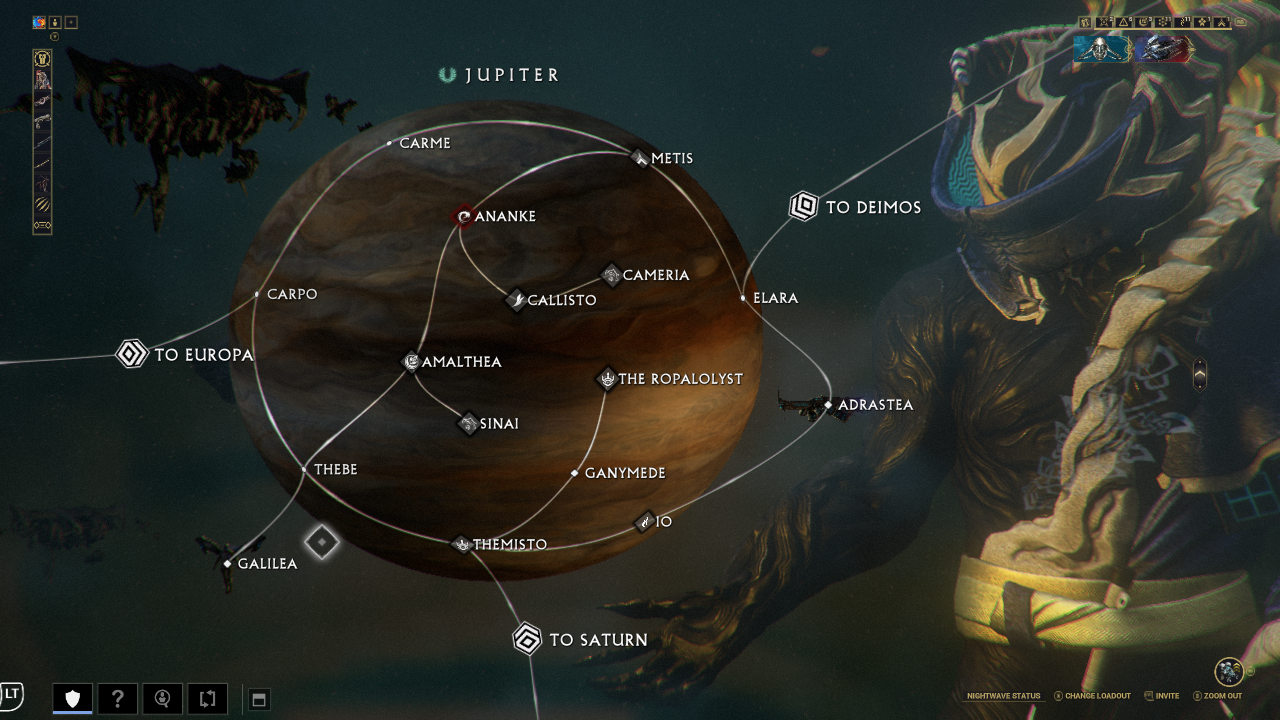 JUPITER
CARME
METIS
ANANKE
TO DEIMOS
CAMERIA
CARPO
CALLISTO
ELARA
TO EUROPA
AMALTHEA
THE ROPALOLYST
ADRASTEA
SINAI
THEBE
GANYMEDE
IO
THEMISTO
GALILEA
TO SATURN
LT
?
NIGHTWAVE STATUS
CHANGE LOADOUT
INVITE
ZOOM OUT